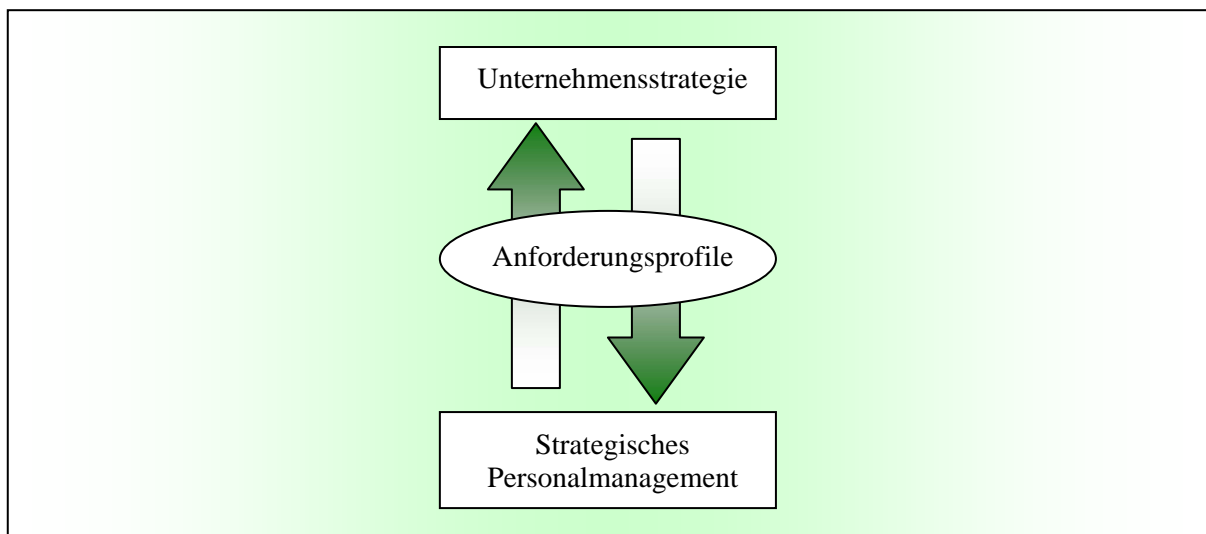 Unternehmensstrategie
Anforderungsprofile
Strategisches
Personalmanagement